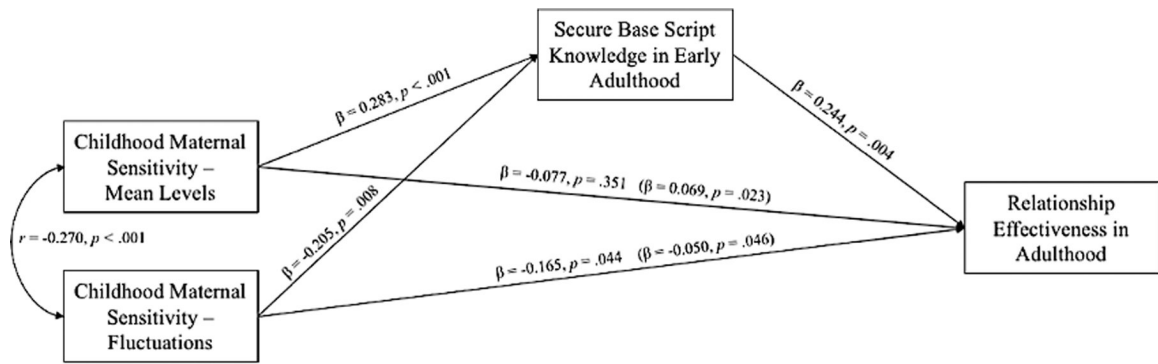 Secure Base Script
Knowledge in Early
Adulthood
β = 0.283, p < .001
β = 0.244, p = .004
Childhood Maternal
Sensitivity –
Mean Levels
β = -0.077, p = .351 (β = 0.069, p = .023)
β = -0.205, p = .008
r = -0.270, p < .001
Relationship
Effectiveness in
Adulthood
β = -0.165, p = .044 (β = -0.050, p = .046)
Childhood Maternal
Sensitivity –
Fluctuations